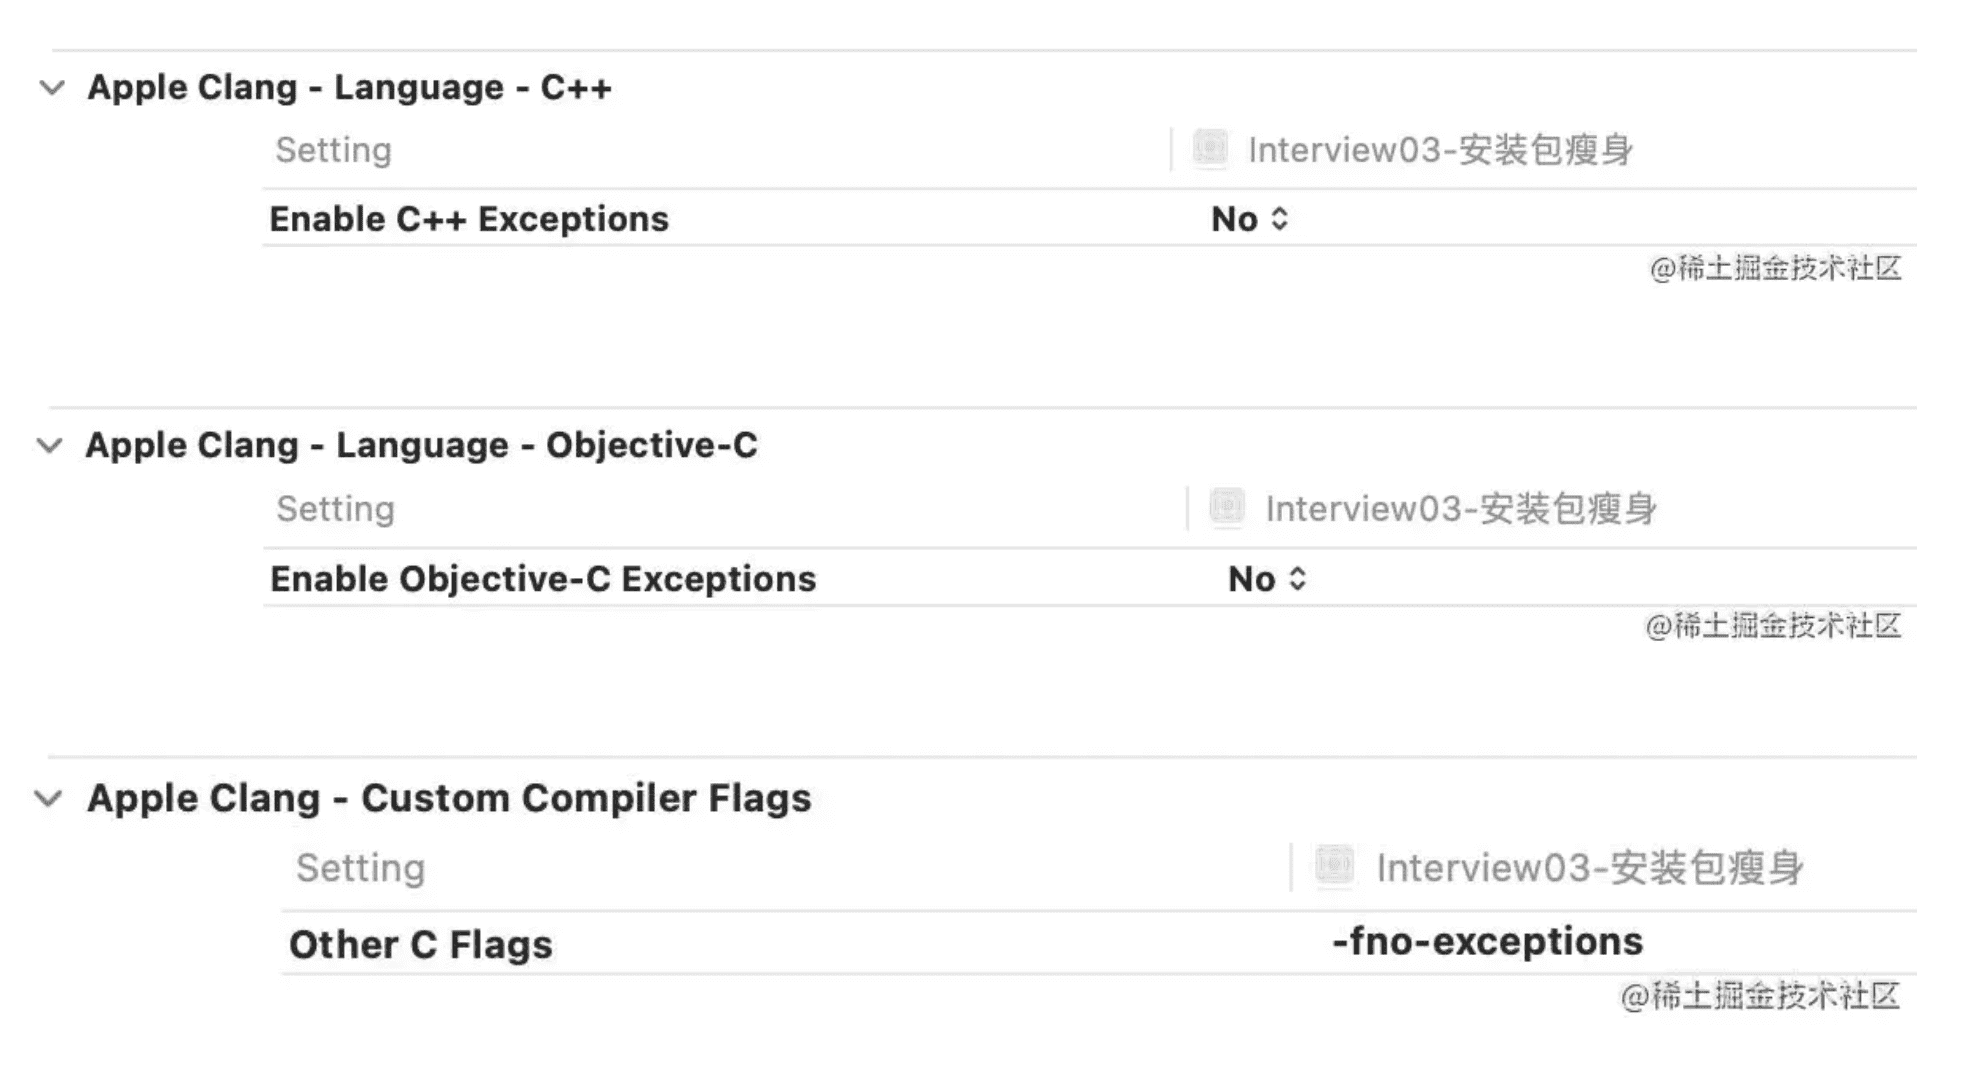 Apple Clang - Language - C++
Setting Interview03-安装包瘦身
Enable C++ Exceptions No
@稀土掘金技术社区
Apple Clang - Language - Objective-C
Setting Interview03-安装包瘦身
Enable Objective-C Exceptions No
@稀土掘金技术社区
Apple Clang - Custom Compiler Flags
Setting Interview03-安装包瘦身
Other C Flags -fno-exceptions
@稀土掘金技术社区